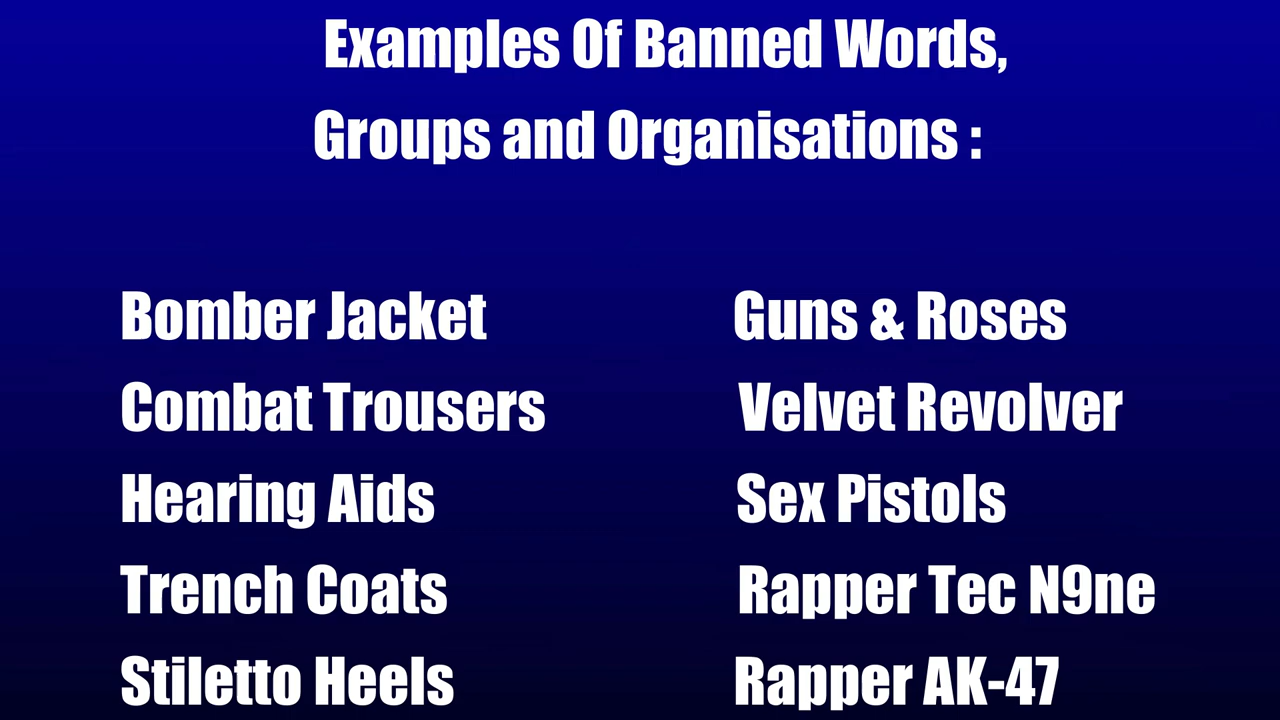 Examples Of Banned Words,
Groups and Organisations :
Bomber Jacket
Combat Trousers
Hearing Aids
Trench Coats
Stiletto Heels
Guns & Roses
Velvet Revolver
Sex Pistols
Rapper Tec N9ne
Rapper AK-47